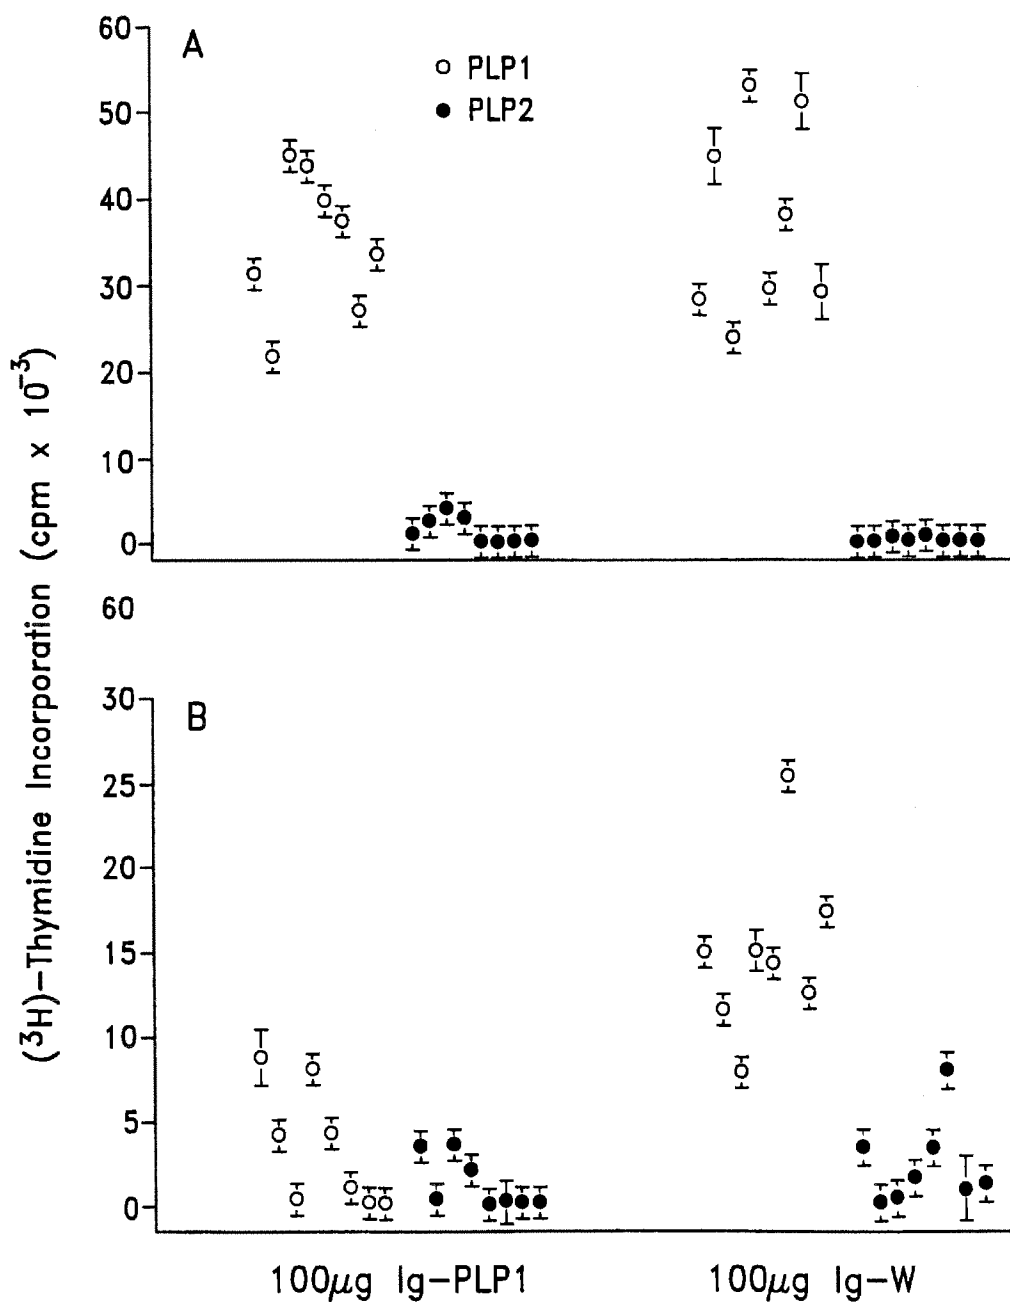 A
PLP1
PLP2
60
50
40
30
20
10
0
(³H)-Thymidine Incorporation (cpm x 10⁻³)
60
B
30
25
20
15
10
5
0
100μg Ig-PLP1
100μg Ig-W